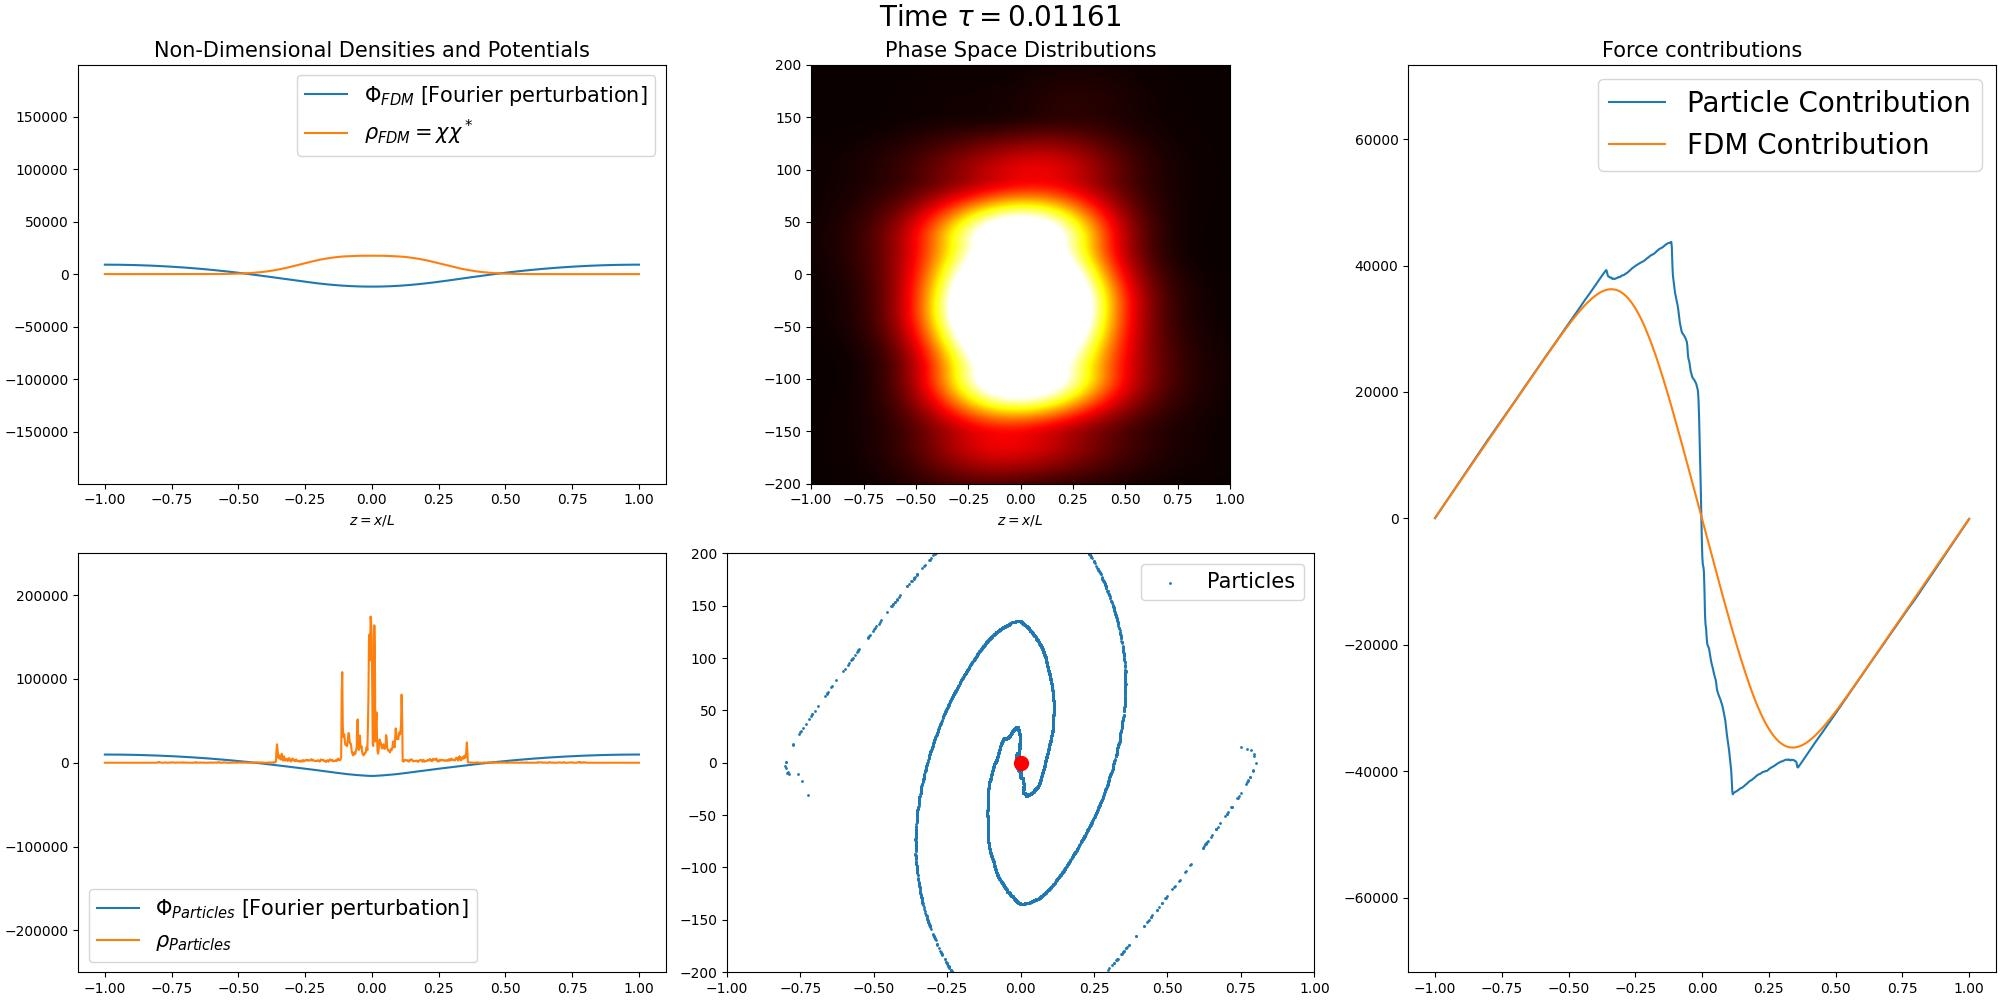 Time τ = 0.01161
Non-Dimensional Densities and Potentials
Φ_FDM [Fourier perturbation]
ρ_FDM = χχ*
150000
100000
50000
0
−50000
−100000
−150000
−1.00 −0.75 −0.50 −0.25 0.00 0.25 0.50 0.75 1.00
z = x/L
Phase Space Distributions
200
150
100
50
0
−50
−100
−150
−200
−1.00 −0.75 −0.50 −0.25 0.00 0.25 0.50 0.75 1.00
z = x/L
Force contributions
Particle Contribution
FDM Contribution
60000
40000
20000
0
−20000
−40000
−60000
−1.00 −0.75 −0.50 −0.25 0.00 0.25 0.50 0.75 1.00
200000
100000
0
−100000
−200000
Φ_Particles [Fourier perturbation]
ρ_Particles
−1.00 −0.75 −0.50 −0.25 0.00 0.25 0.50 0.75 1.00
Particles
200
150
100
50
0
−50
−100
−150
−200
−1.00 −0.75 −0.50 −0.25 0.00 0.25 0.50 0.75 1.00